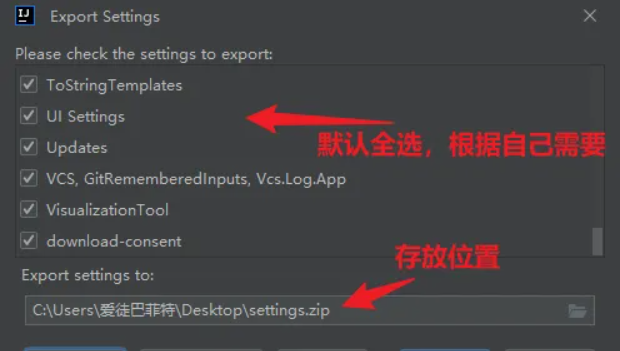 IJ
Export Settings
Please check the settings to export:
ToStringTemplates
UI Settings
默认全选，根据自己需要
Updates
VCS, GitRememberedInputs, Vcs.Log.App
VisualizationTool
download-consent
存放位置
Export settings to:
C:\Users\爱徒巴菲特\Desktop\settings.zip